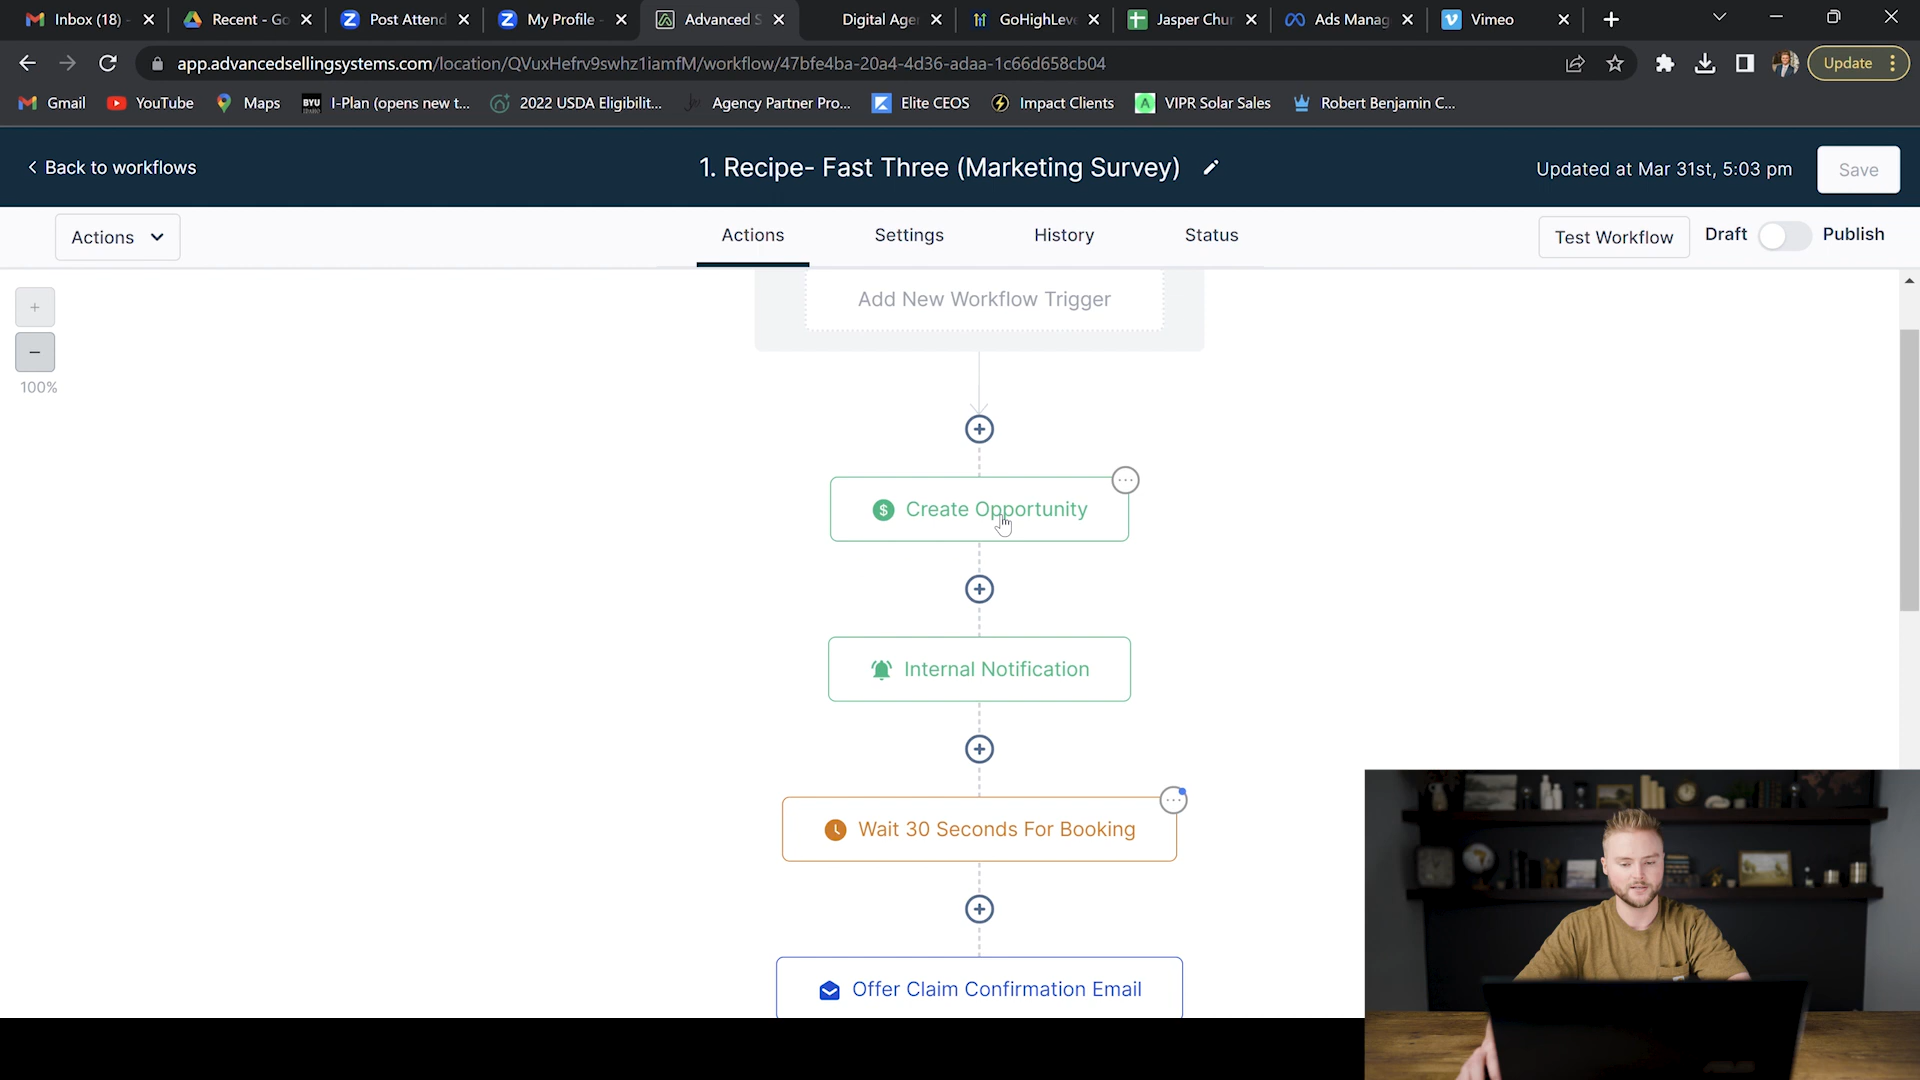 Inbox (18) -
Recent - Go
Post Attend
My Profile -
Advanced S
Digital Age
GoHighLeve
Jasper Chur
Ads Manag
Vimeo
app.advancedsellingsystems.com/location/QVuxHefrv9swhz1iamfM/workflow/47bfe4ba-20a4-4d36-adaa-1c66d658cb04
Update
Gmail
YouTube
Maps
BYU
I-Plan (opens new t...
2022 USDA Eligibilit...
Agency Partner Pro...
Elite CEOS
Impact Clients
VIPR Solar Sales
Robert Benjamin C...
Back to workflows
1. Recipe- Fast Three (Marketing Survey)
Updated at Mar 31st, 5:03 pm
Save
Actions
Actions
Settings
History
Status
Test Workflow
Draft
Publish
+
−
100%
Add New Workflow Trigger
Create Opportunity
Internal Notification
Wait 30 Seconds For Booking
Offer Claim Confirmation Email